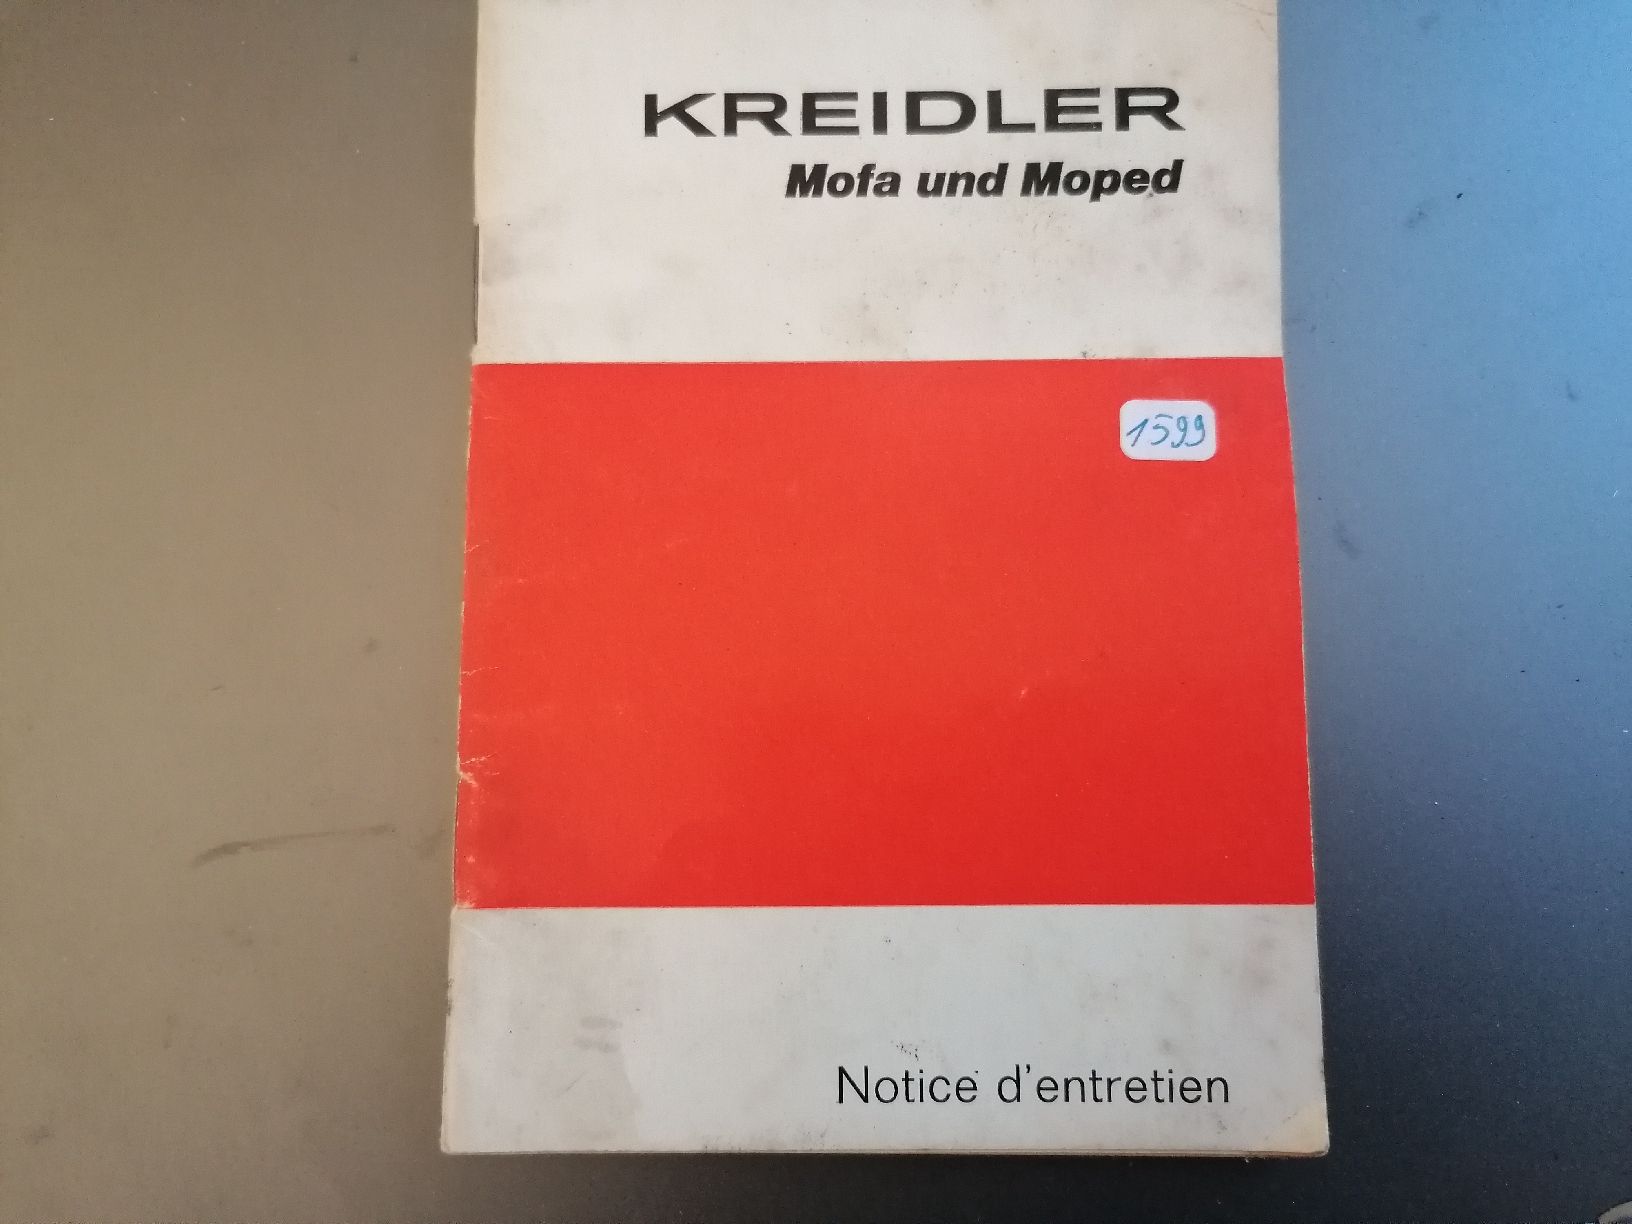 KREIDLER
Mofa und Moped
1599
Notice d'entretien